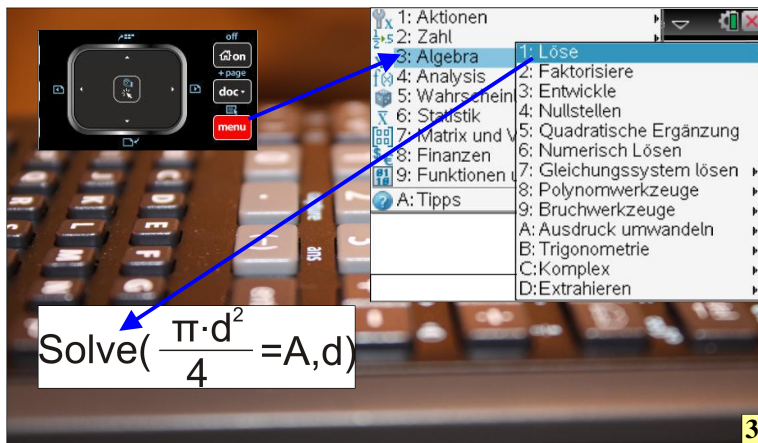 off
on
+page
doc
menu
1: Aktionen
2: Zahl
3: Algebra
4: Analysis
5: Wahrschein
6: Statistik
7: Matrix und V
8: Finanzen
9: Funktionen u
A: Tipps
1: Löse
2: Faktorisiere
3: Entwickle
4: Nullstellen
5: Quadratische Ergänzung
6: Numerisch Lösen
7: Gleichungssystem lösen
8: Polynomwerkzeuge
9: Bruchwerkzeuge
A: Ausdruck umwandeln
B: Trigonometrie
C:Komplex
D:Extrahieren
ans
(−)
Solve( π·d²/4 =A,d)
3